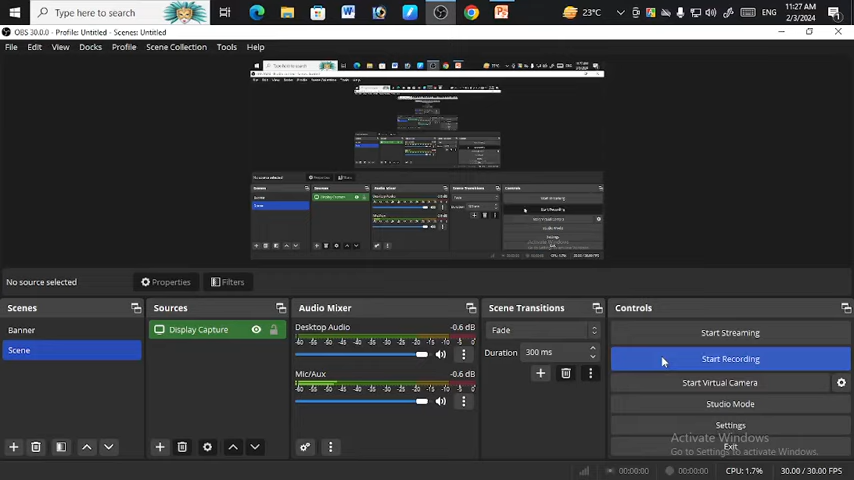 Type here to search
23°C
ENG
11:27 AM
2/3/2024
OBS 30.0.0 - Profile: Untitled - Scenes: Untitled
File Edit View Docks Profile Scene Collection Tools Help
No source selected
Properties
Filters
Scenes
Banner
Scene
Sources
Display Capture
Audio Mixer
Desktop Audio
-0.6 dB
-60 -55 -50 -45 -40 -35 -30 -25 -20 -15 -10 -5 0
Mic/Aux
-0.6 dB
-60 -55 -50 -45 -40 -35 -30 -25 -20 -15 -10 -5 0
Scene Transitions
Fade
Duration 300 ms
Controls
Start Streaming
Start Recording
Start Virtual Camera
Studio Mode
Settings
Exit
Activate Windows
Go to Settings to activate Windows.
00:00:00
00:00:00
CPU: 1.7%
30.00 / 30.00 FPS